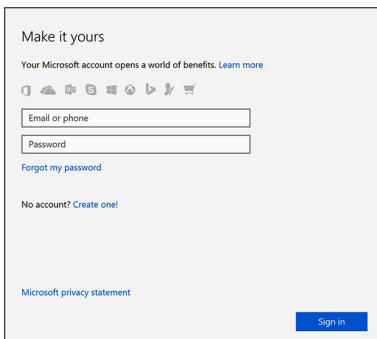 Make it yours
Your Microsoft account opens a world of benefits. Learn more
Email or phone
Password
Forgot my password
No account? Create one!
Microsoft privacy statement
Sign in